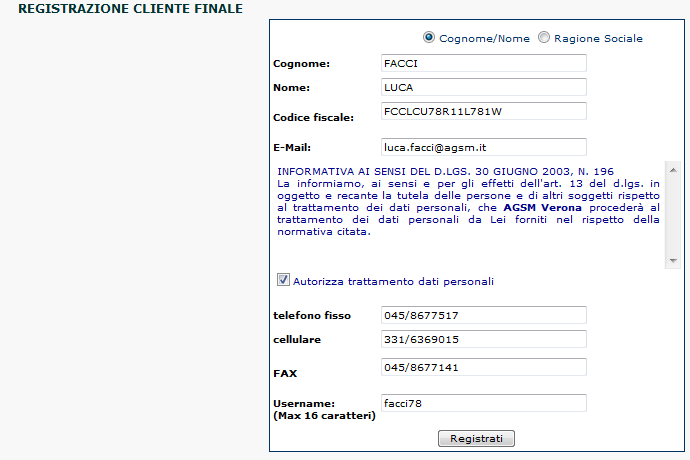 REGISTRAZIONE CLIENTE FINALE
Cognome/Nome Ragione Sociale
Cognome: FACCI
Nome: LUCA
Codice fiscale: FCCLCU78R11L781W
E-Mail: luca.facci@agsm.it
INFORMATIVA AI SENSI DEL D.LGS. 30 GIUGNO 2003, N. 196
La informiamo, ai sensi e per gli effetti dell'art. 13 del d.lgs. in
oggetto e recante la tutela delle persone e di altri soggetti rispetto
al trattamento dei dati personali, che AGSM Verona procederà al
trattamento dei dati personali da Lei forniti nel rispetto della
normativa citata.
Autorizza trattamento dati personali
telefono fisso 045/8677517
cellulare 331/6369015
FAX 045/8677141
Username: facci78
(Max 16 caratteri)
Registrati